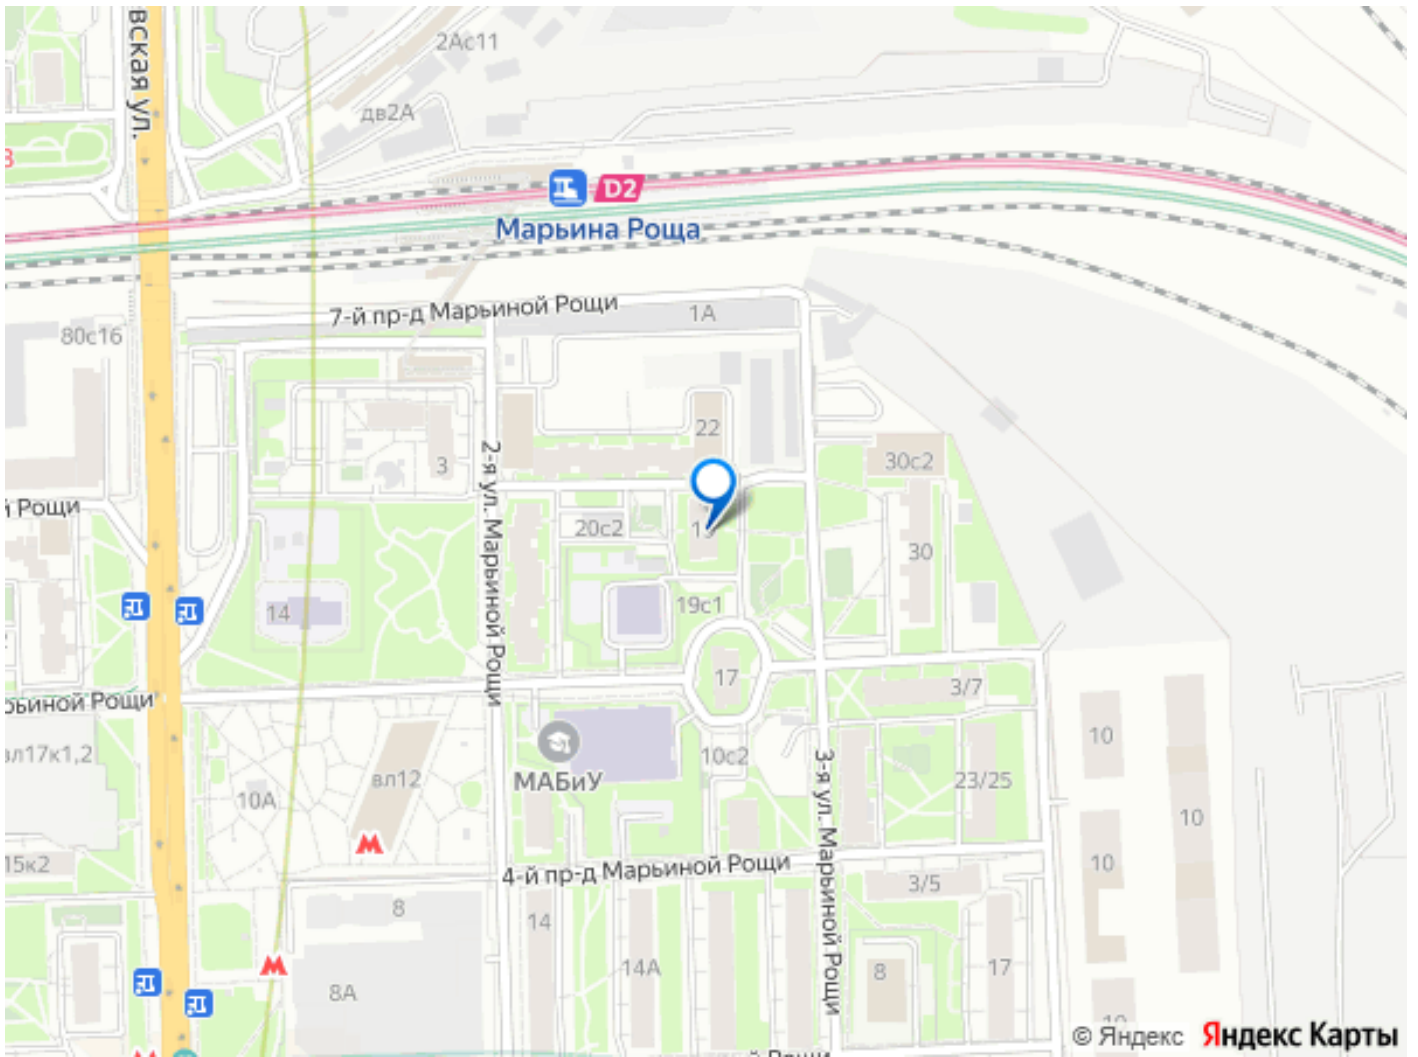 2Ас11
вская ул.
дв2А
D2
Марьина Роща
7-й пр-д Марьиной Рощи
1А
80с16
22
3
30с2
2-я ул. Марьиной Рощи
й Рощи
20с2
30
14
19с1
17
3/7
ьиной Рощи
вл17к1,2
МАБиУ
10с2
10
вл12
3-я ул. Марьиной Рощи
23/25
10А
10
15к2
10
4-й пр-д Марьиной Рощи
3/5
8
14
14А
8
17
8А
10
й Рощи
© Яндекс Яндекс Карты